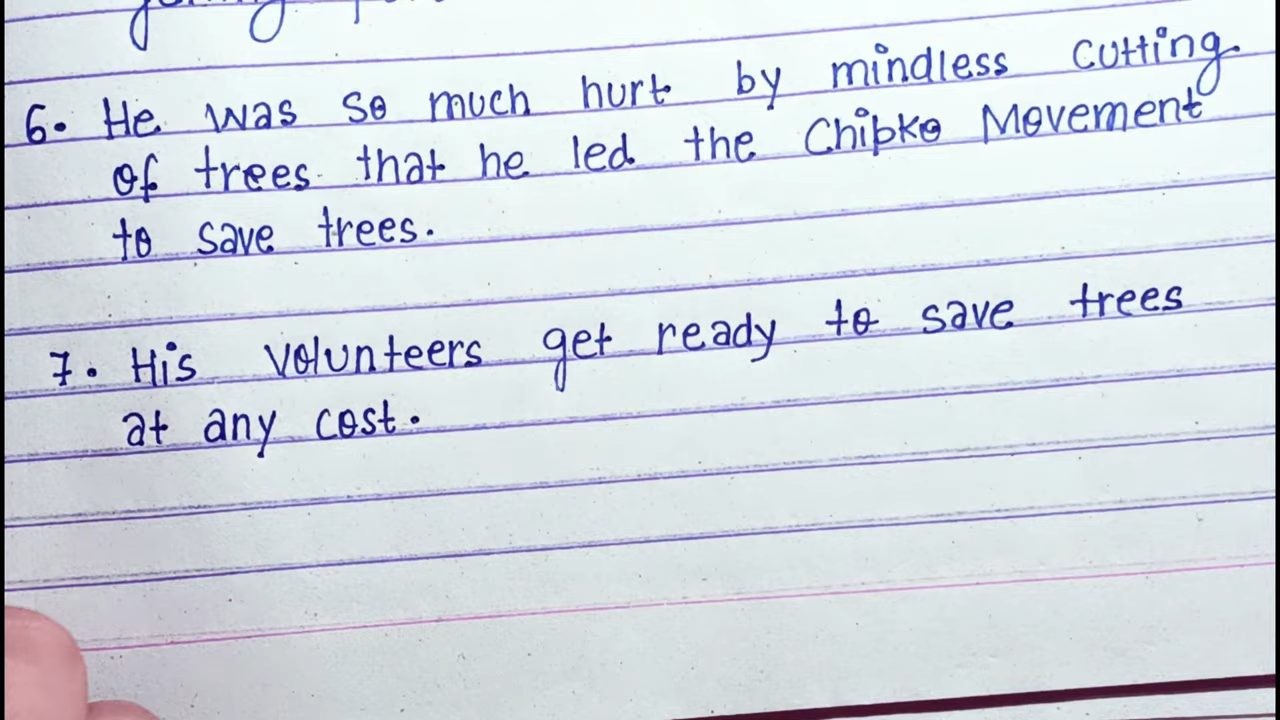 6. He was so much hurt by mindless cutting
of trees that he led the Chipko Movement
to save trees.
7. His volunteers get ready to save trees
at any cost.